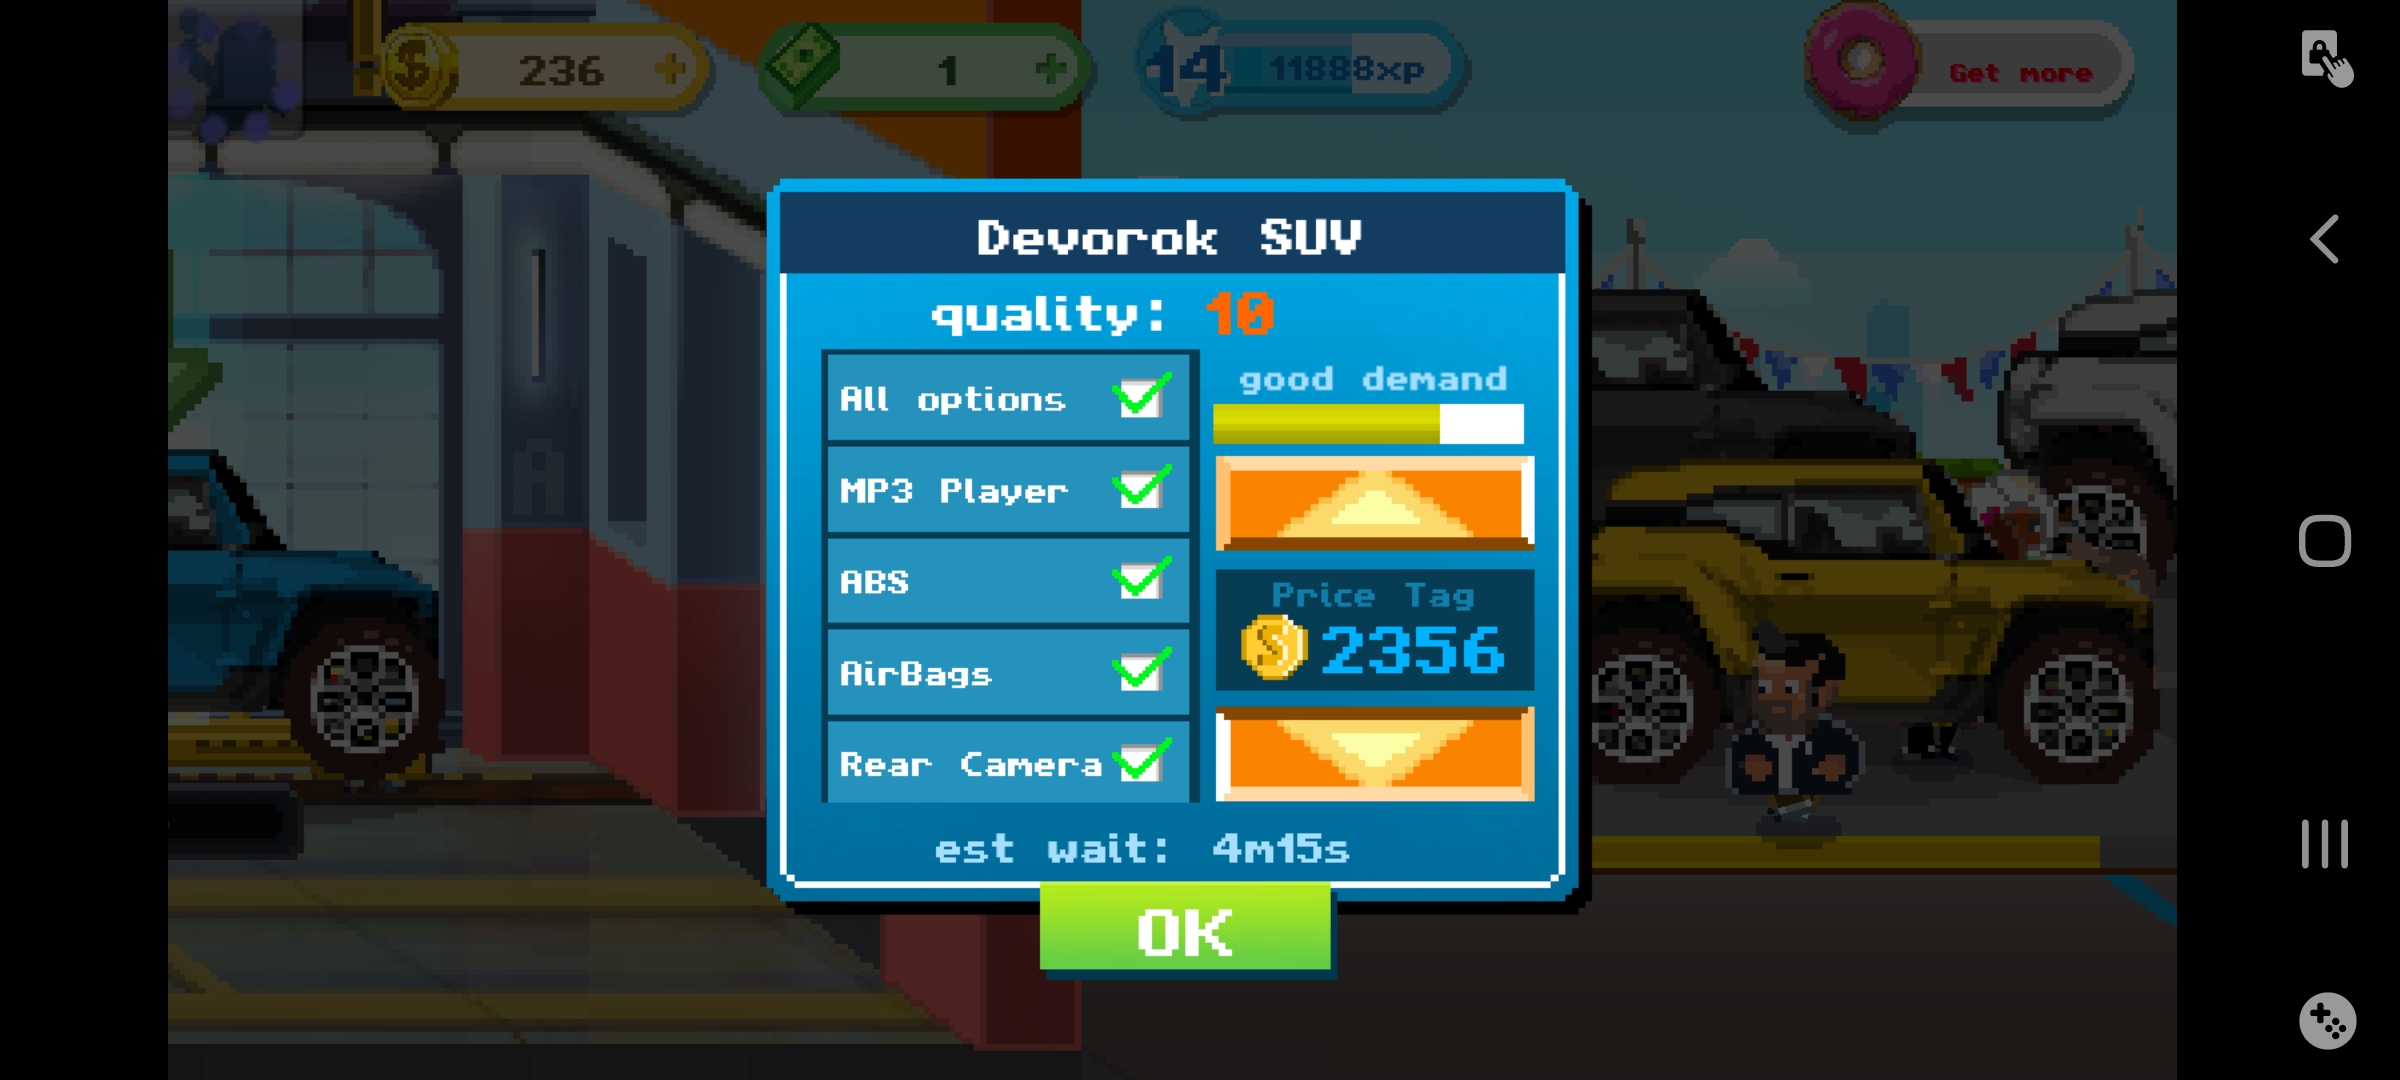 236
1
14
11888xp
Get more
Devorok SUV
quality: 10
All options
MP3 Player
ABS
AirBags
Rear Camera
good demand
Price Tag
2356
est wait: 4m15s
OK